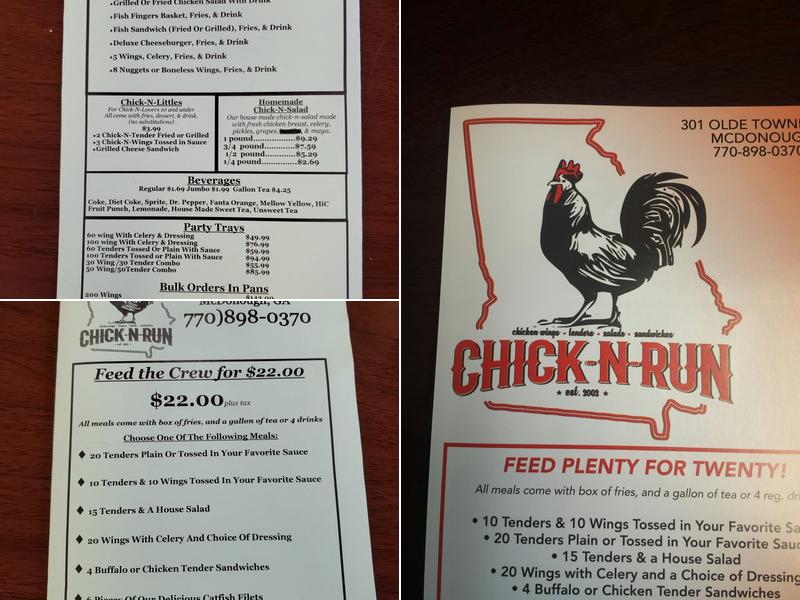 •Grilled Or Fried Chicken Salad With Drink
•Fish Fingers Basket, Fries, & Drink
•Fish Sandwich (Fried Or Grilled), Fries, & Drink
•Deluxe Cheeseburger, Fries, & Drink
•5 Wings, Celery, Fries, & Drink
•8 Nuggets or Boneless Wings, Fries, & Drink
Chick-N-Littles
For Chick-N-Lovers 10 and under
All come with fries, dessert, & drink.
(no substitutions)
$3.99
•2 Chick-N-Tender Fried or Grilled
•3 Chick-N-Wings Tossed in Sauce
•Grilled Cheese Sandwich
Homemade
Chick-N-Salad
Our house made chick-n-salad made
with fresh chicken breast, celery,
pickles, grapes, & mayo.
1 pound..................$9.29
3/4 pound............$7.59
1/2 pound............$5.29
1/4 pound.............$2.69
Beverages
Regular $1.69 Jumbo $1.99 Gallon Tea $4.25
Coke, Diet Coke, Sprite, Dr. Pepper, Fanta Orange, Mellow Yellow, HiC
Fruit Punch, Lemonade, House Made Sweet Tea, Unsweet Tea
Party Trays
60 wing With Celery & Dressing $49.99
100 wing With Celery & Dressing $76.99
60 Tenders Tossed Or Plain With Sauce $59.99
100 Tenders Tossed or Plain With Sauce $94.99
30 Wing /30 Tender Combo $55.99
50 Wing/50Tender Combo $85.99
Bulk Orders In Pans
200 Wings $142.99
McDonough, GA
770)898-0370
CHICK-N-RUN
Feed the Crew for $22.00
$22.00 plus tax
All meals come with box of fries, and a gallon of tea or 4 drinks
Choose One Of The Following Meals:
♦ 20 Tenders Plain Or Tossed In Your Favorite Sauce
♦ 10 Tenders & 10 Wings Tossed In Your Favorite Sauce
♦ 15 Tenders & A House Salad
♦ 20 Wings With Celery And Choice Of Dressing
♦ 4 Buffalo or Chicken Tender Sandwiches
♦ 6 Pieces Of Our Delicious Catfish Filets
301 OLDE TOWNE
MCDONOUG
770-898-0370
chicken wings • tenders • salads • sandwiches
CHICK-N-RUN
★ est. 2002 ★
FEED PLENTY FOR TWENTY!
All meals come with box of fries, and a gallon of tea or 4 reg. dri
• 10 Tenders & 10 Wings Tossed in Your Favorite Sa
• 20 Tenders Plain or Tossed in Your Favorite Sauc
• 15 Tenders & a House Salad
• 20 Wings with Celery and a Choice of Dressing
• 4 Buffalo or Chicken Tender Sandwiches